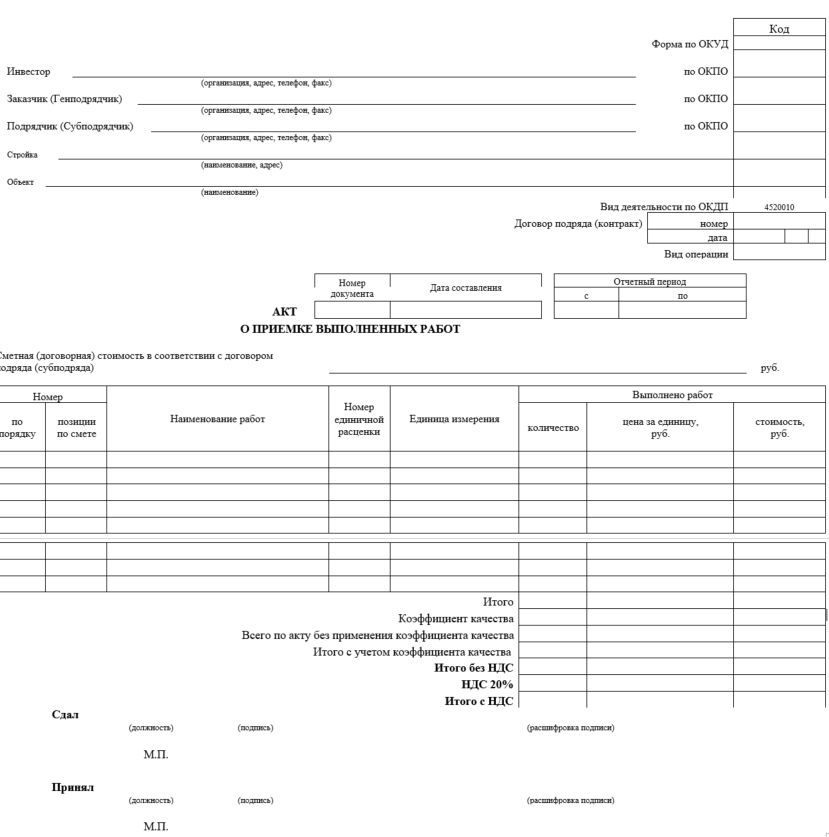 Код
Форма по ОКУД
Инвестор по ОКПО
(организация, адрес, телефон, факс)
Заказчик (Генподрядчик) по ОКПО
(организация, адрес, телефон, факс)
Подрядчик (Субподрядчик) по ОКПО
(организация, адрес, телефон, факс)
Стройка
(наименование, адрес)
Объект
(наименование)
Вид деятельности по ОКДП 4520010
Договор подряда (контракт) номер
дата
Вид операции
Номер документа Дата составления Отчетный период
с по
АКТ
О ПРИЕМКЕ ВЫПОЛНЕННЫХ РАБОТ
Сметная (договорная) стоимость в соответствии с договором
подряда (субподряда) руб.
Номер Наименование работ Номер единичной расценки Единица измерения Выполнено работ
по порядку позиции по смете количество цена за единицу, руб. стоимость, руб.
Итого
Коэффициент качества
Всего по акту без применения коэффициента качества
Итого с учетом коэффициента качества
Итого без НДС
НДС 20%
Итого с НДС
Сдал
(должность) (подпись) (расшифровка подписи)
М.П.
Принял
(должность) (подпись) (расшифровка подписи)
М.П.